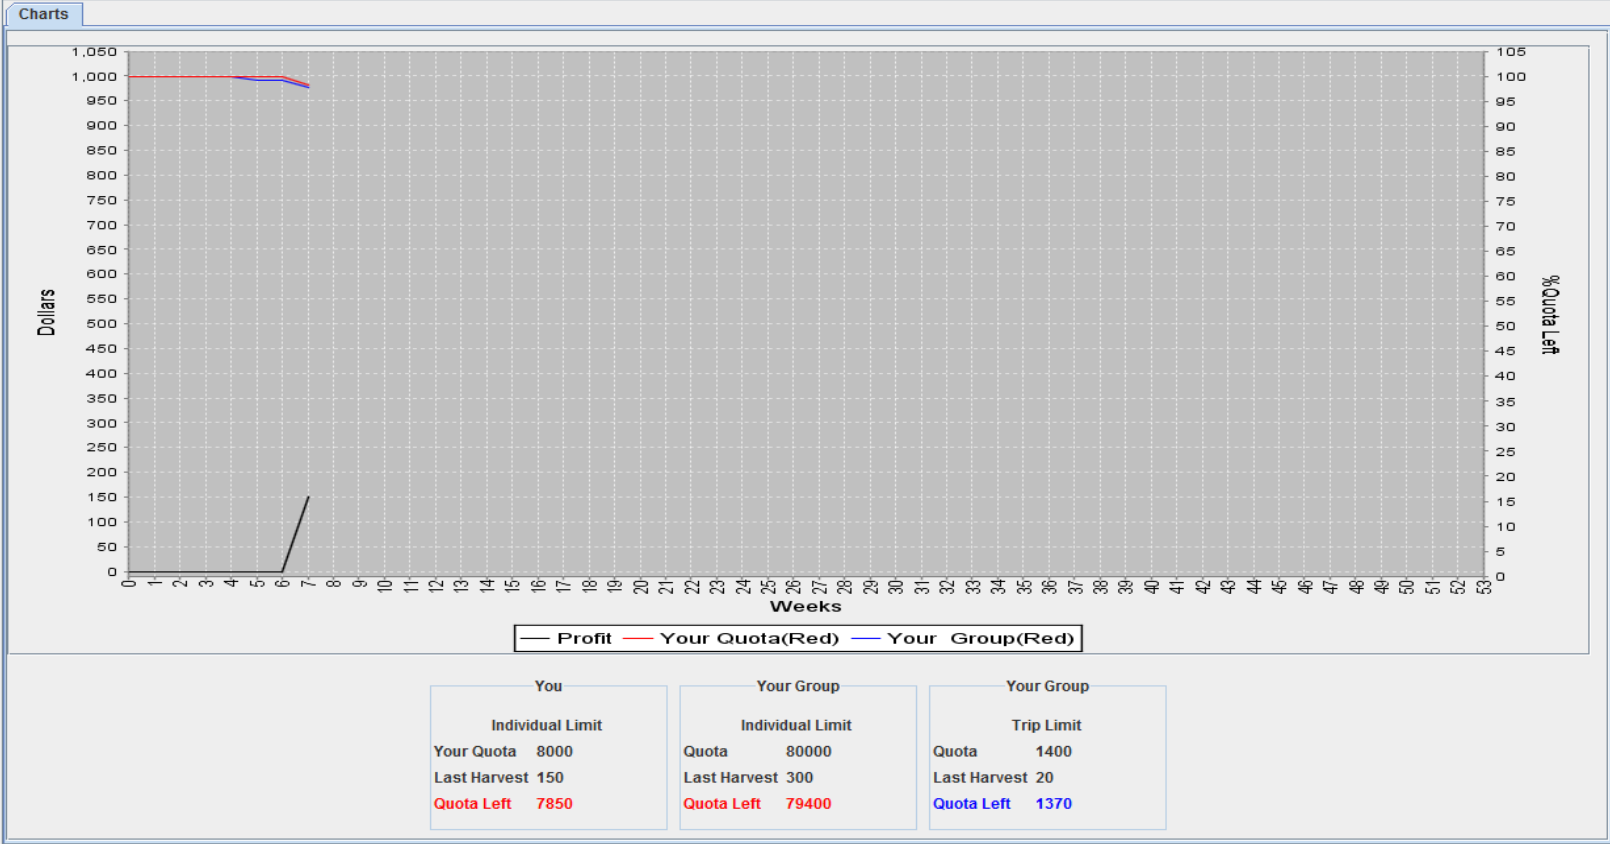 Charts
1,050
1,000
950
900
850
800
750
700
650
600
550
500
450
400
350
300
250
200
150
100
50
0
Dollars
105
100
95
90
85
80
75
70
65
60
55
50
45
40
35
30
25
20
15
10
5
0
%Quota Left
0 1 2 3 4 5 6 7 8 9 10 11 12 13 14 15 16 17 18 19 20 21 22 23 24 25 26 27 28 29 30 31 32 33 34 35 36 37 38 39 40 41 42 43 44 45 46 47 48 49 50 51 52 53
Weeks
Profit Your Quota(Red) Your Group(Red)
You
Individual Limit
Your Quota 8000
Last Harvest 150
Quota Left 7850
Your Group
Individual Limit
Quota 80000
Last Harvest 300
Quota Left 79400
Your Group
Trip Limit
Quota 1400
Last Harvest 20
Quota Left 1370